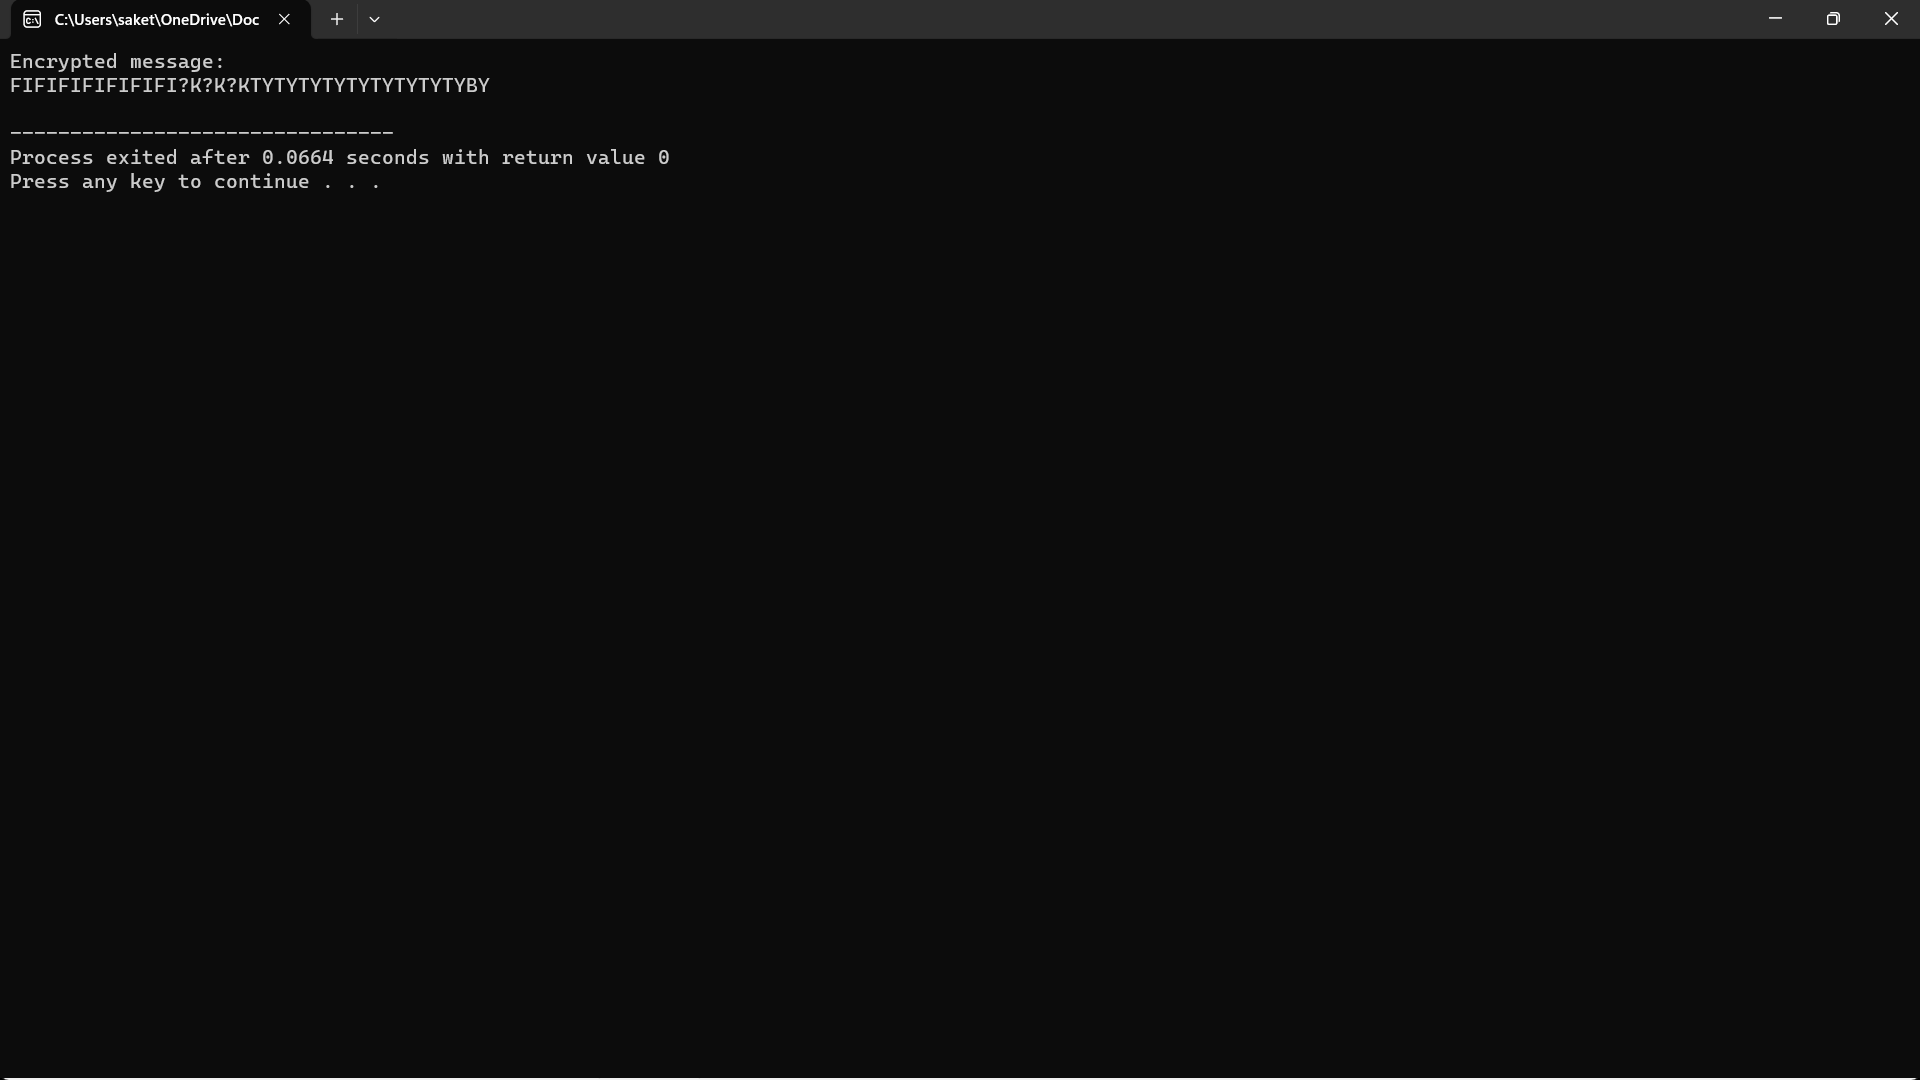 C:\Users\saket\OneDrive\Doc
Encrypted message:
FIFIFIFIFIFIFI?K?K?KTYTYTYTYTYTYTYTYTYBY
--------------------------------
Process exited after 0.0664 seconds with return value 0
Press any key to continue . . .